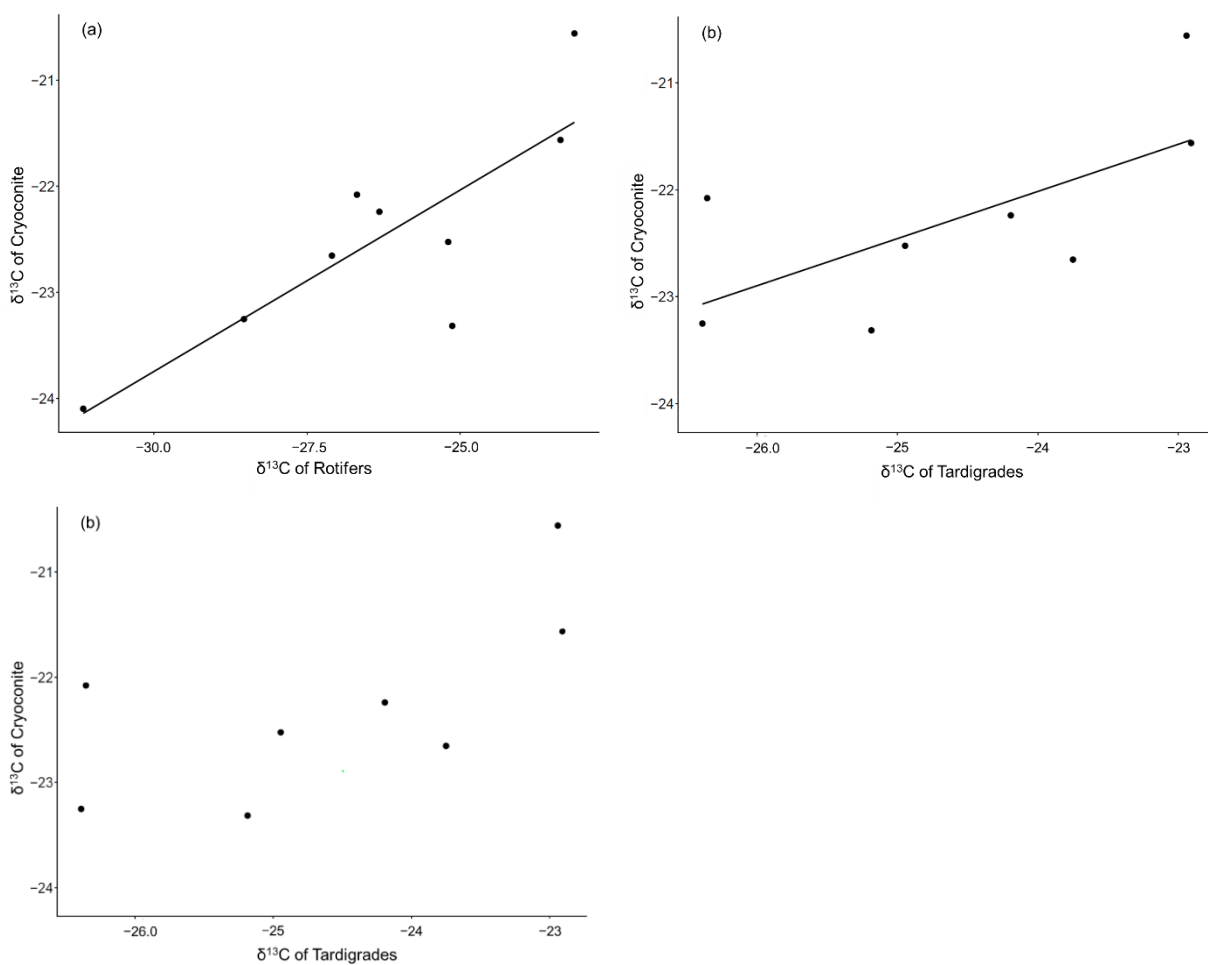 (a)
−21
−22
−23
−24
δ¹³C of Cryoconite
−30.0
−27.5
−25.0
δ¹³C of Rotifers
(b)
−21
−22
−23
−24
δ¹³C of Cryoconite
−26.0
−25
−24
−23
δ¹³C of Tardigrades
(b)
−21
−22
−23
−24
δ¹³C of Cryoconite
−26.0
−25
−24
−23
δ¹³C of Tardigrades